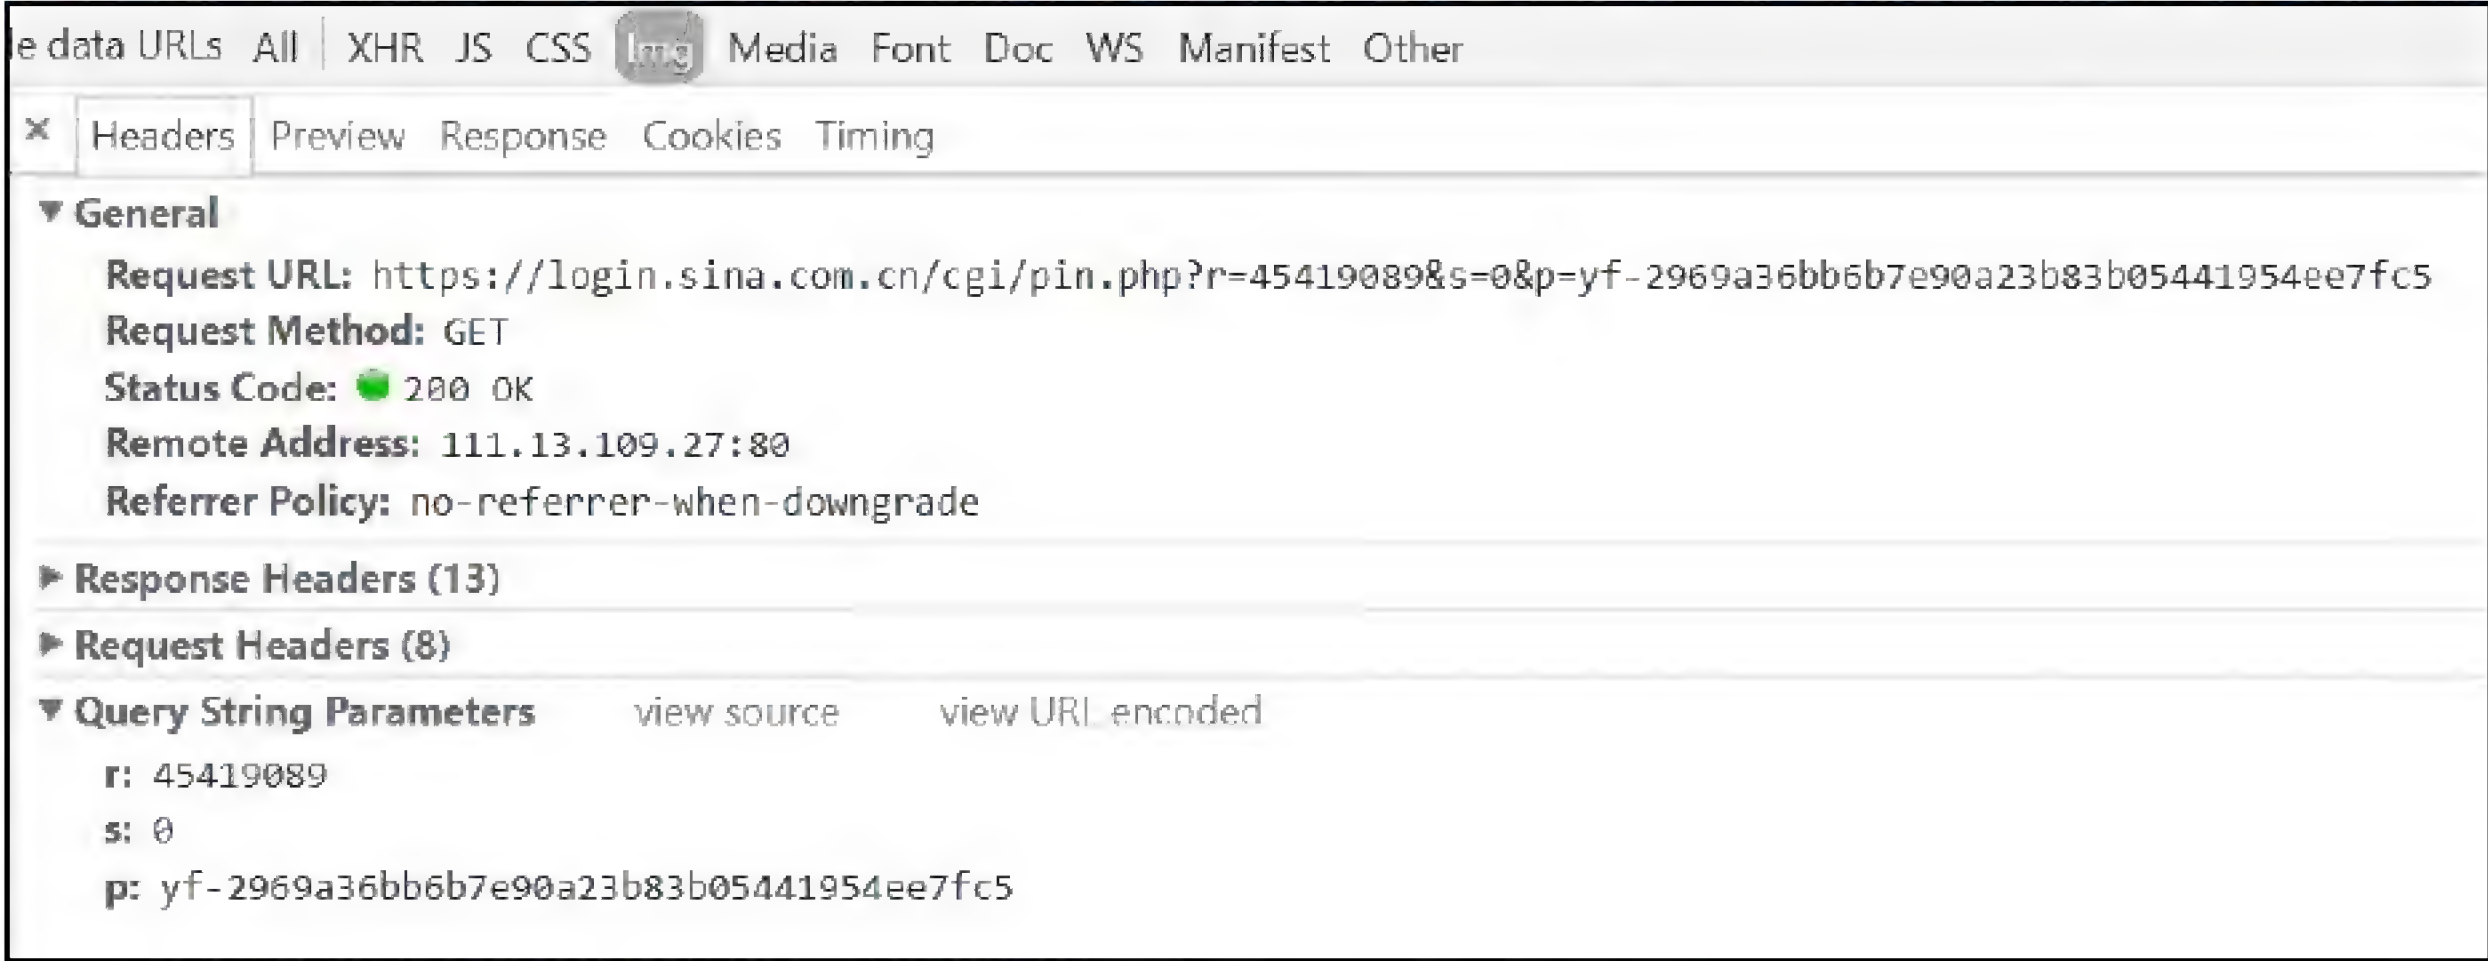 le data URLs All XHR JS CSS Img Media Font Doc WS Manifest Other
× Headers Preview Response Cookies Timing
▼ General
Request URL: https://login.sina.com.cn/cgi/pin.php?r=45419089&s=0&p=yf-2969a36bb6b7e90a23b83b05441954ee7fc5
Request Method: GET
Status Code: 200 OK
Remote Address: 111.13.109.27:80
Referrer Policy: no-referrer-when-downgrade
▶ Response Headers (13)
▶ Request Headers (8)
▼ Query String Parameters view source view URL encoded
r: 45419089
s: 0
p: yf-2969a36bb6b7e90a23b83b05441954ee7fc5